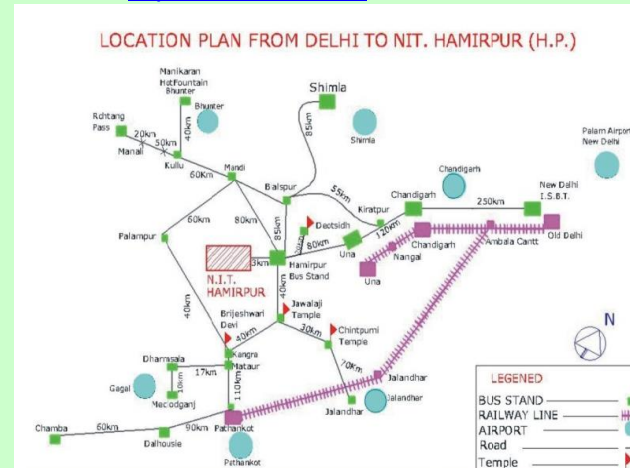 LOCATION PLAN FROM DELHI TO NIT. HAMIRPUR (H.P.)
Manikaran
HotFountain
Bhunter
Bhunter
Shimla
Shimla
85km
Rohtang
Pass
20km
Manali
50km
Kullu
40km
60Km
Mandi
Palam Airport
New Delhi
Chandigarh
Bialspur
55km
Kiratpur
Chandigarh
250km
New Delhi
I.S.B.T.
60km
80km
85km
Palampur
Deotsidh
80km
Una
120km
Chandigarh
Nangal
Una
Ambala Cantt
Old Delhi
3km
Hamirpur
Bus Stand
N.I.T.
HAMIRPUR
40km
40km
Jawalaji
Temple
Brijeshwari
Devi
40km
30km
Chintpurni
Temple
70km
Kangra
Mataur
Dharmsala
17km
10km
Gagal
Meclodganj
110km
Jalandhar
Jalandhar
Jalandhar
Chamba
60km
Dalhousie
90km
Pathankot
Pathankot
N
LEGENED
BUS STAND
RAILWAY LINE
AIRPORT
Road
Temple